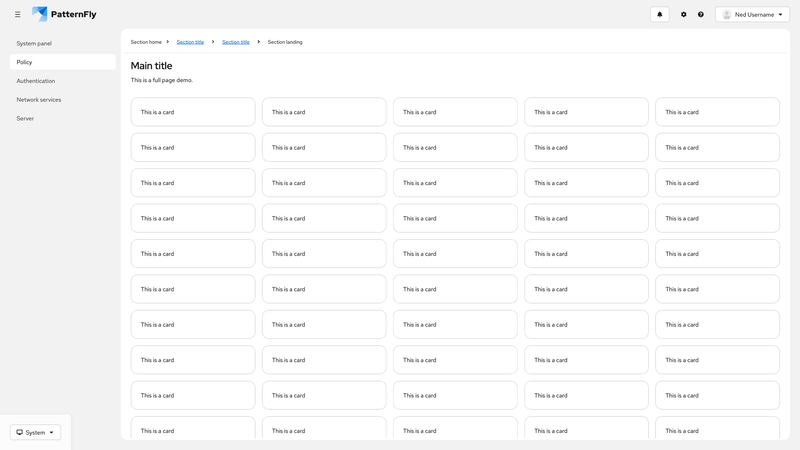 PatternFly
Ned Username
System panel
Policy
Authentication
Network services
Server
System
Section home
Section title
Section title
Section landing
Main title
This is a full page demo.
This is a card This is a card This is a card This is a card This is a card
This is a card This is a card This is a card This is a card This is a card
This is a card This is a card This is a card This is a card This is a card
This is a card This is a card This is a card This is a card This is a card
This is a card This is a card This is a card This is a card This is a card
This is a card This is a card This is a card This is a card This is a card
This is a card This is a card This is a card This is a card This is a card
This is a card This is a card This is a card This is a card This is a card
This is a card This is a card This is a card This is a card This is a card
This is a card This is a card This is a card This is a card This is a card